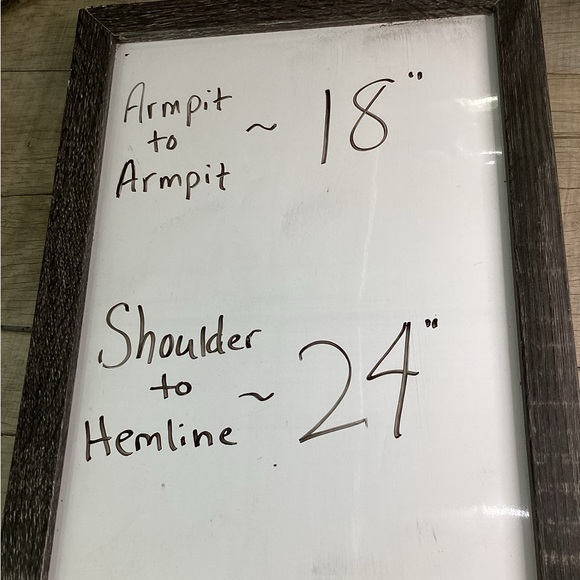 Armpit
to ~ 18"
Armpit
Shoulder
to ~ 24"
Hemline